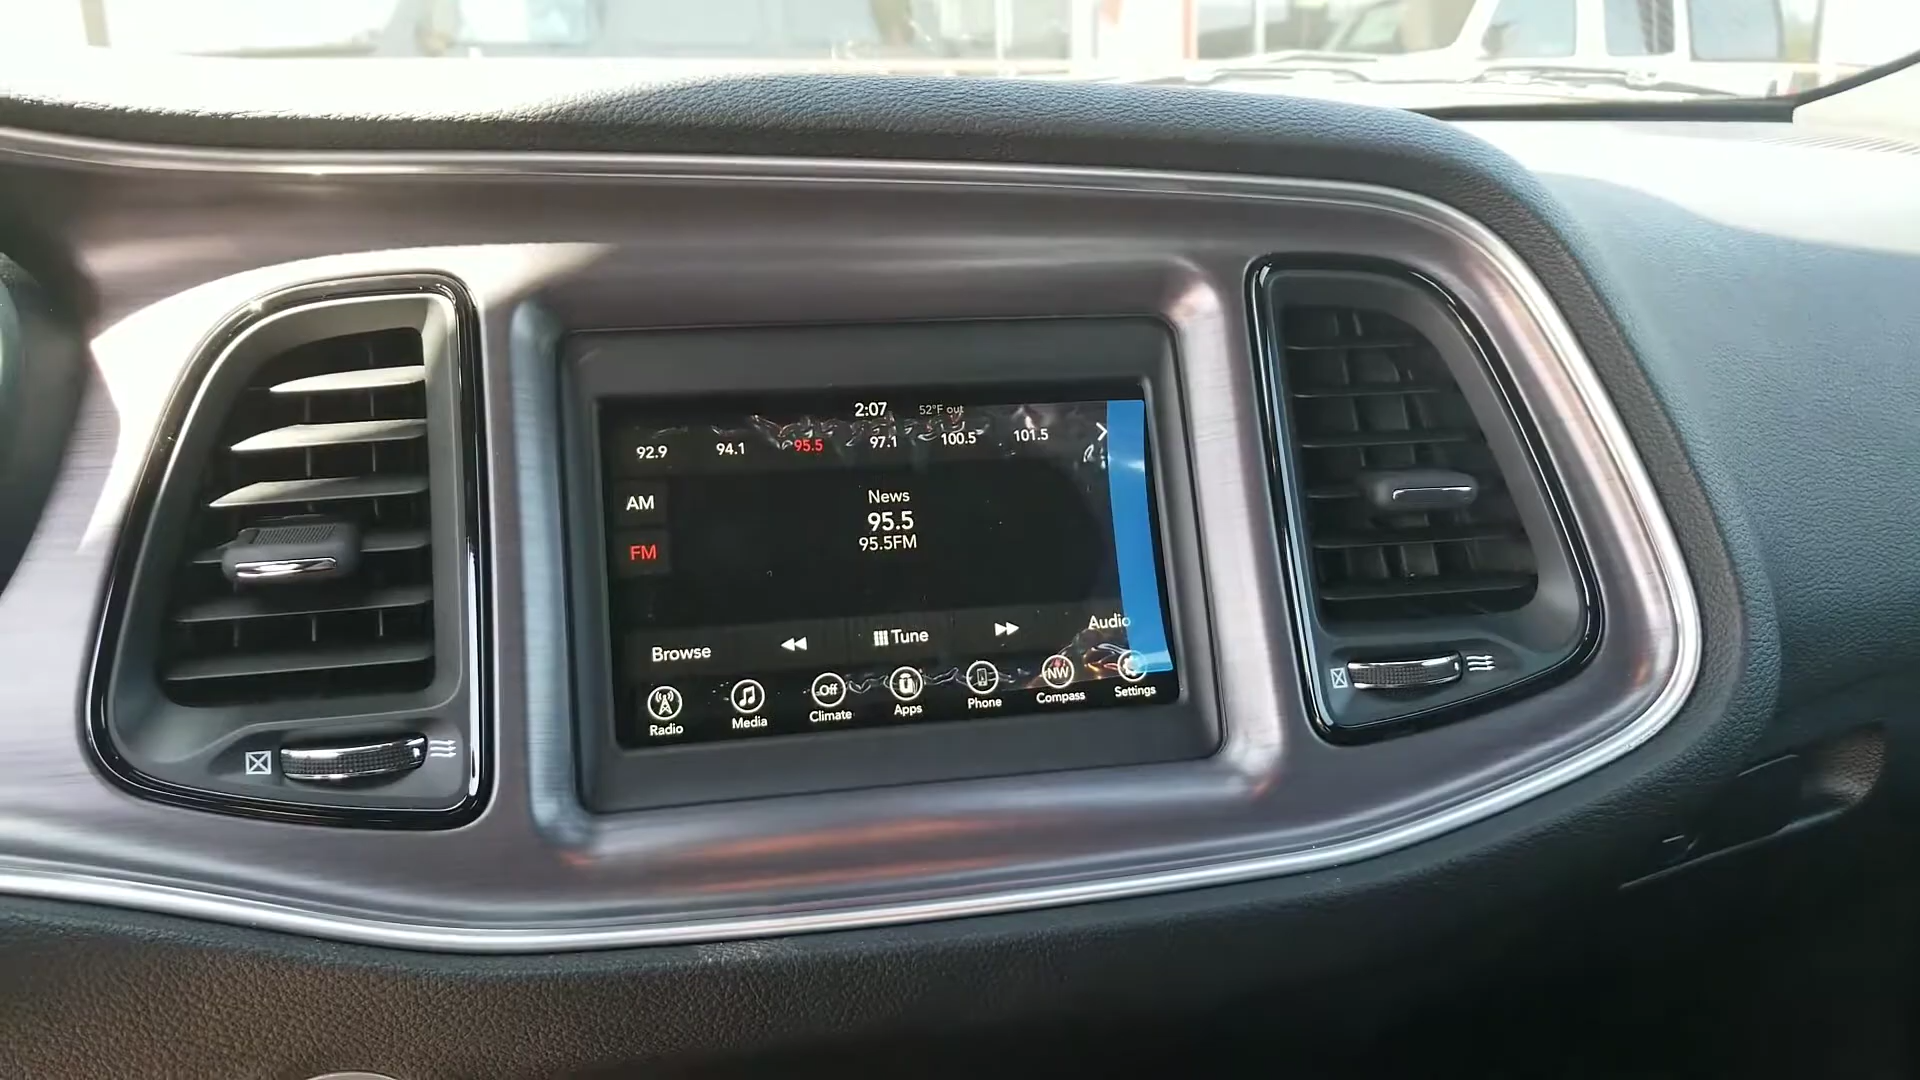 2:07 52°F out
92.9 94.1 95.5 97.1 100.5 101.5
AM
FM
News
95.5
95.5FM
Browse Tune Audio
Off NW
Radio Media Climate Apps Phone Compass Settings